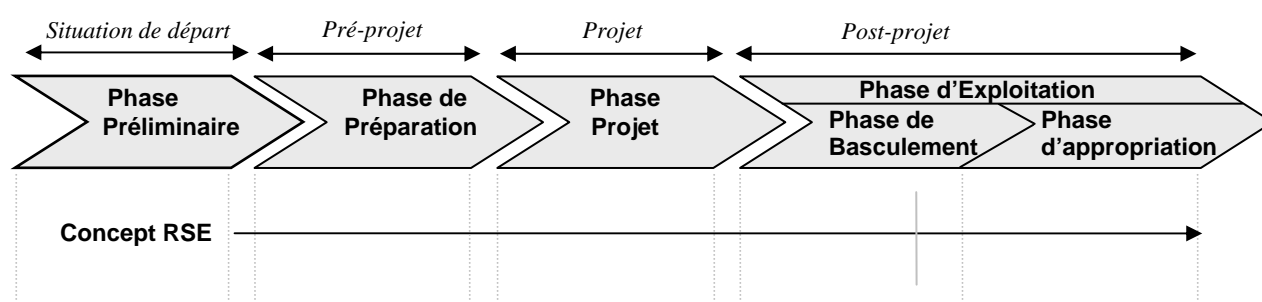 Situation de départ
Pré-projet
Projet
Post-projet
Phase
Préliminaire
Phase de
Préparation
Phase
Projet
Phase d'Exploitation
Phase de
Basculement
Phase
d'appropriation
Concept RSE